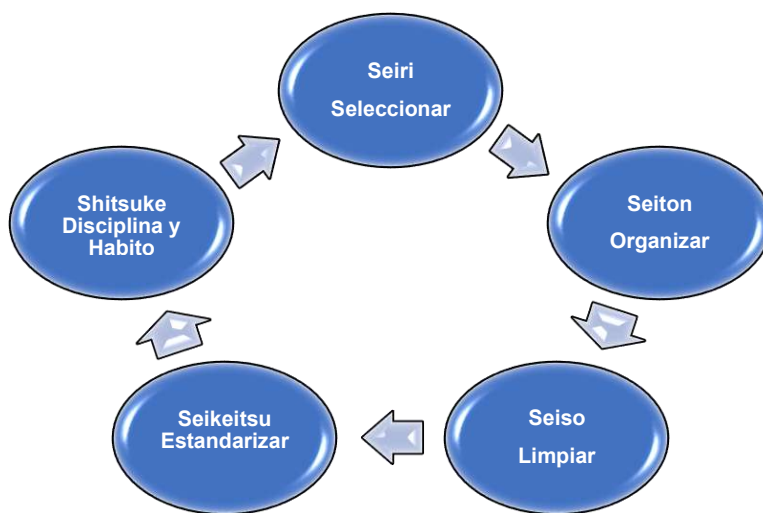 Seiri
Seleccionar
Seiton
Organizar
Seiso
Limpiar
Seikeitsu
Estandarizar
Shitsuke
Disciplina y
Habito